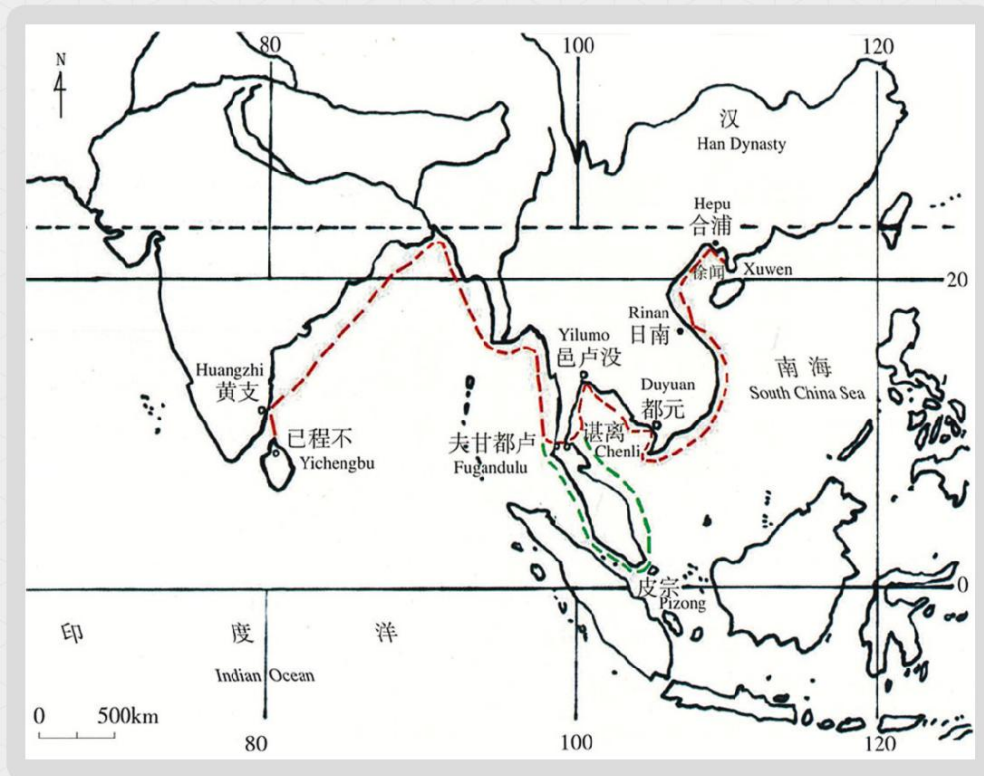 80
100
120
N
汉
Han Dynasty
Hepu
合浦
徐闻
Xuwen
20
Rinan
日南
Yilumo
邑卢没
南海
South China Sea
Huangzhi
黄支
Duyuan
都元
已程不
Yichengbu
夫甘都卢
Fugandulu
谌离
Chenli
皮宗
Pizong
0
印度洋
Indian Ocean
0 500km
80
100
120